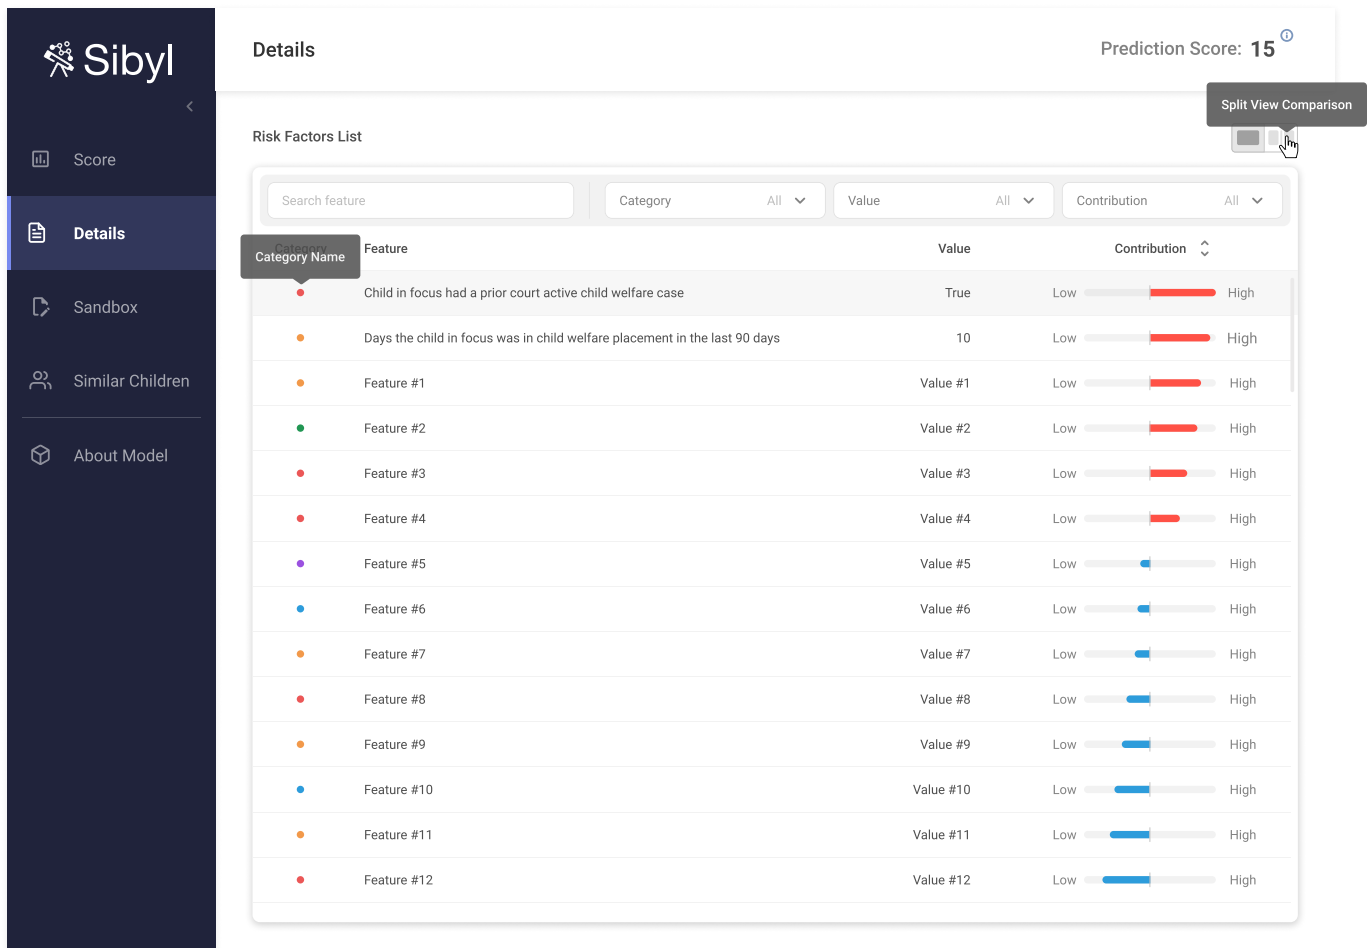 Sibyl
Details
Prediction Score: 15
Split View Comparison
Score
Details
Sandbox
Similar Children
About Model
Risk Factors List
Search feature
Category All
Value All
Contribution All
Category Feature Value Contribution
Category Name
Child in focus had a prior court active child welfare case True Low High
Days the child in focus was in child welfare placement in the last 90 days 10 Low High
Feature #1 Value #1 Low High
Feature #2 Value #2 Low High
Feature #3 Value #3 Low High
Feature #4 Value #4 Low High
Feature #5 Value #5 Low High
Feature #6 Value #6 Low High
Feature #7 Value #7 Low High
Feature #8 Value #8 Low High
Feature #9 Value #9 Low High
Feature #10 Value #10 Low High
Feature #11 Value #11 Low High
Feature #12 Value #12 Low High